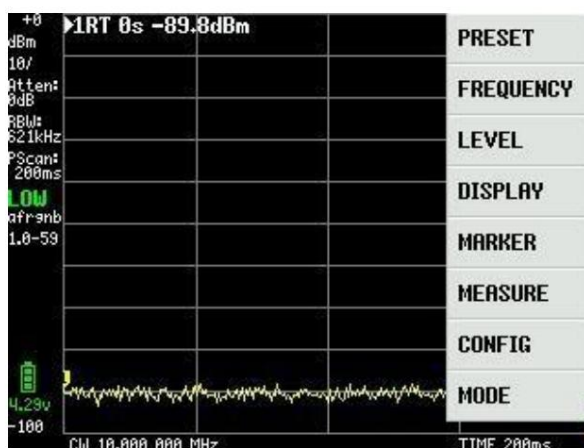 +0
dBm
10/
Atten:
0dB
RBW:
621kHz
PScan:
200ms
LOW
afrgnb
1.0-59
4.29v
-100
▶1RT 0s -89.8dBm
CW 10.000 000 MHz
TIME 200ms
PRESET
FREQUENCY
LEVEL
DISPLAY
MARKER
MEASURE
CONFIG
MODE